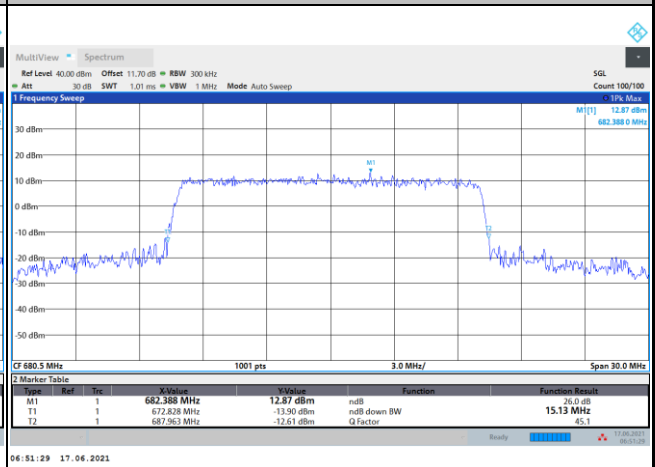 MultiView Spectrum
Ref Level 40.00 dBm Offset 11.70 dB RBW 300 kHz SGL
Att 30 dB SWT 1.01 ms VBW 1 MHz Mode Auto Sweep Count 100/100
1 Frequency Sweep 1Pk Max
M1[1] 12.87 dBm
682.388 0 MHz
30 dBm
20 dBm
M1
10 dBm
0 dBm
-10 dBm
-20 dBm
-30 dBm
-40 dBm
-50 dBm
CF 680.5 MHz 1001 pts 3.0 MHz/ Span 30.0 MHz
2 Marker Table
Type Ref Trc X-Value Y-Value Function Function Result
M1 1 682.388 MHz 12.87 dBm ndB 26.0 dB
T1 1 672.828 MHz -13.90 dBm ndB down BW 15.13 MHz
T2 1 687.963 MHz -12.61 dBm Q Factor 45.1
Ready 17.06.2021
06:51:29
06:51:29 17.06.2021